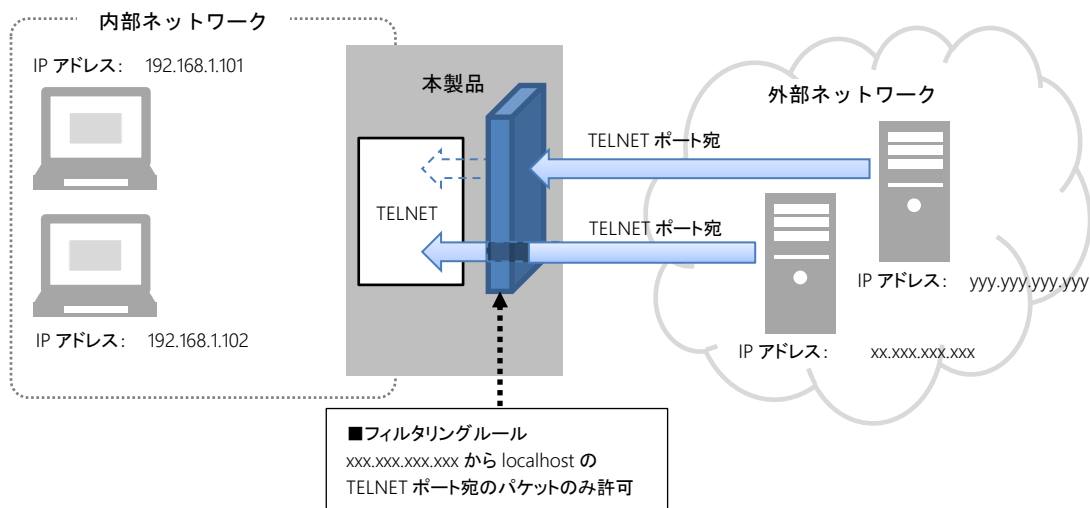 内部ネットワーク
IP アドレス： 192.168.1.101
本製品
外部ネットワーク
TELNET ポート宛
TELNET
TELNET ポート宛
IP アドレス： yyy.yyy.yyy.yyy
IP アドレス： 192.168.1.102
IP アドレス： xx.xxx.xxx.xxx
■フィルタリングルール
xxx.xxx.xxx.xxx から localhost の
TELNET ポート宛のパケットのみ許可